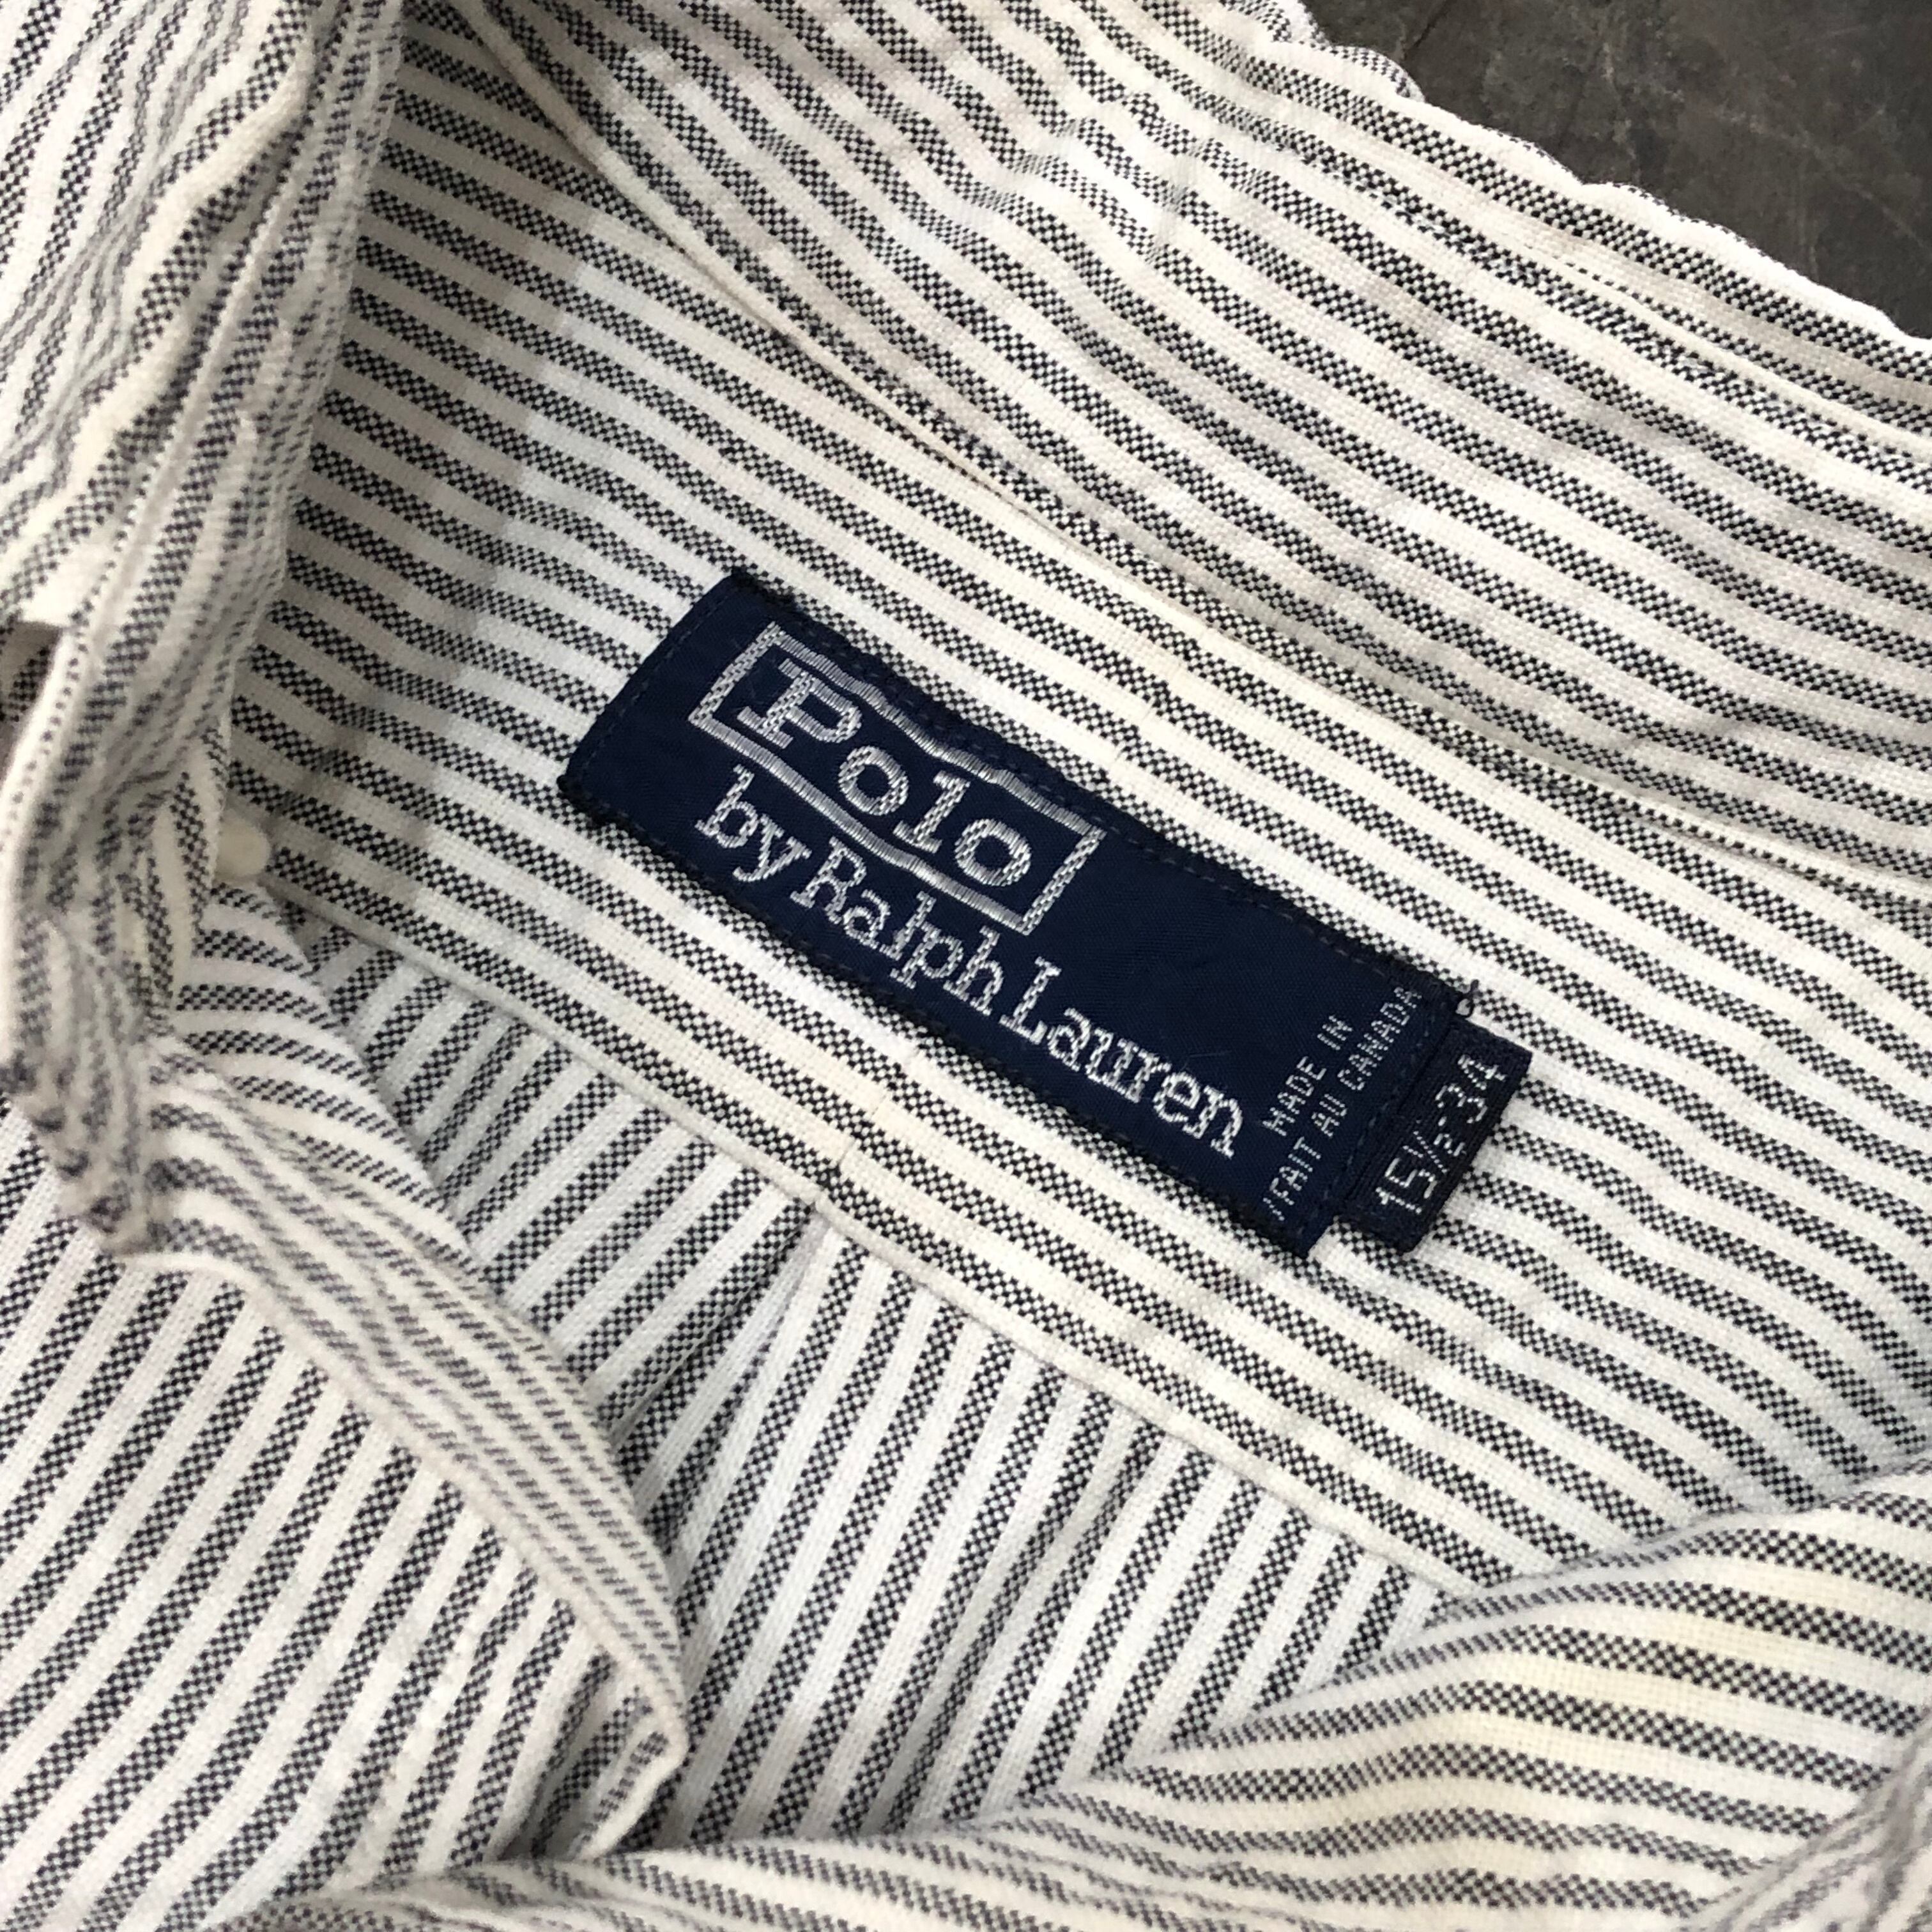 Polo
by Ralph Lauren
MADE IN
/FAIT AU CANADA
15½ 34